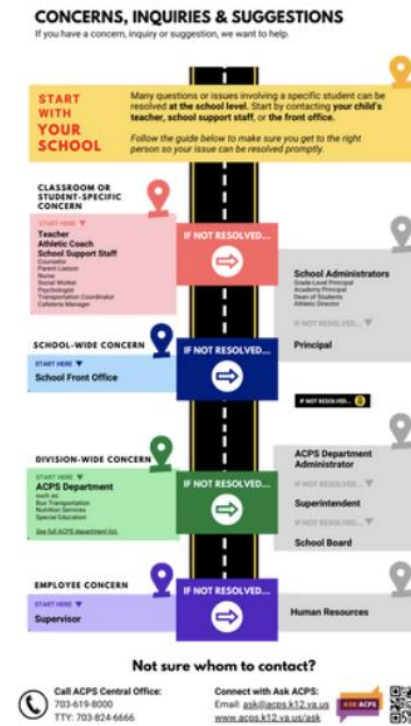 CONCERNS, INQUIRIES & SUGGESTIONS
If you have a concern, inquiry or suggestion, we want to help.
START
WITH
YOUR
SCHOOL
Many questions or issues involving a specific student can be
resolved at the school level. Start by contacting your child's
teacher, school support staff, or the front office.
Follow the guide below to make sure you get to the right
person so your issue can be resolved promptly.
CLASSROOM OR
STUDENT-SPECIFIC
CONCERN
START HERE ▼
Teacher
Athletic Coach
School Support Staff
Counselor
Parent Liaison
Nurse
Social Worker
Psychologist
Transportation Coordinator
Cafeteria Manager
IF NOT RESOLVED...
School Administrators
Grade-Level Principal
Academy Principal
Dean of Students
Athletic Director
IF NOT RESOLVED... ▼
Principal
SCHOOL-WIDE CONCERN
START HERE ▼
School Front Office
IF NOT RESOLVED...
IF NOT RESOLVED...
DIVISION-WIDE CONCERN
START HERE ▼
ACPS Department
such as:
Bus Transportation
Nutrition Services
Special Education
See full ACPS department list.
IF NOT RESOLVED...
ACPS Department
Administrator
IF NOT RESOLVED... ▼
Superintendent
IF NOT RESOLVED... ▼
School Board
EMPLOYEE CONCERN
START HERE ▼
Supervisor
IF NOT RESOLVED...
Human Resources
Not sure whom to contact?
Call ACPS Central Office:
703-619-8000
TTY: 703-824-6666
Connect with Ask ACPS:
Email: ask@acps.k12.va.us
www.acps.k12.va.us/ask
ASK ACPS